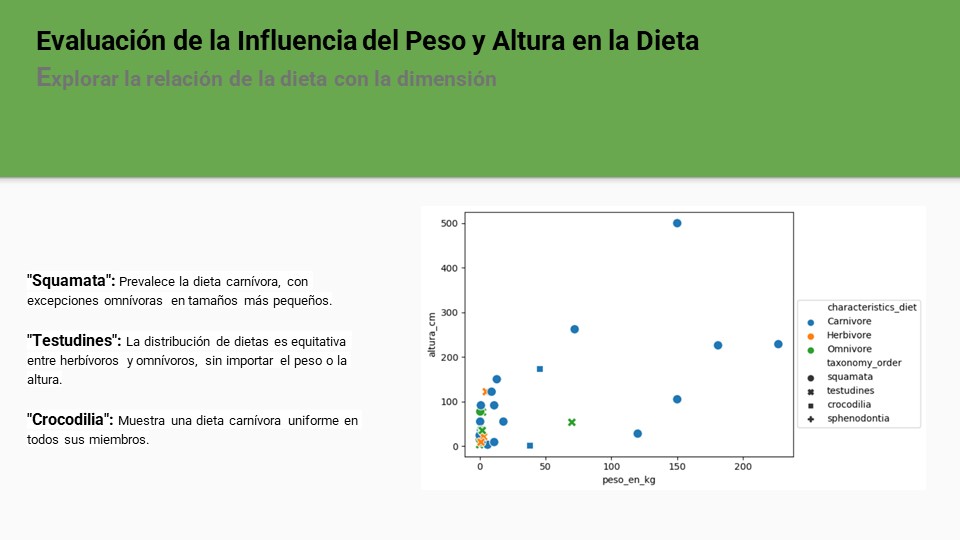 Evaluación de la Influencia del Peso y Altura en la Dieta
Explorar la relación de la dieta con la dimensión
"Squamata": Prevalece la dieta carnívora, con
excepciones omnívoras en tamaños más pequeños.
"Testudines": La distribución de dietas es equitativa
entre herbívoros y omnívoros, sin importar el peso o la
altura.
"Crocodilia": Muestra una dieta carnívora uniforme en
todos sus miembros.
500
400
300
200
100
0
altura_cm
0 50 100 150 200
peso_en_kg
characteristics_diet
Carnivore
Herbivore
Omnivore
taxonomy_order
squamata
testudines
crocodilia
sphenodontia